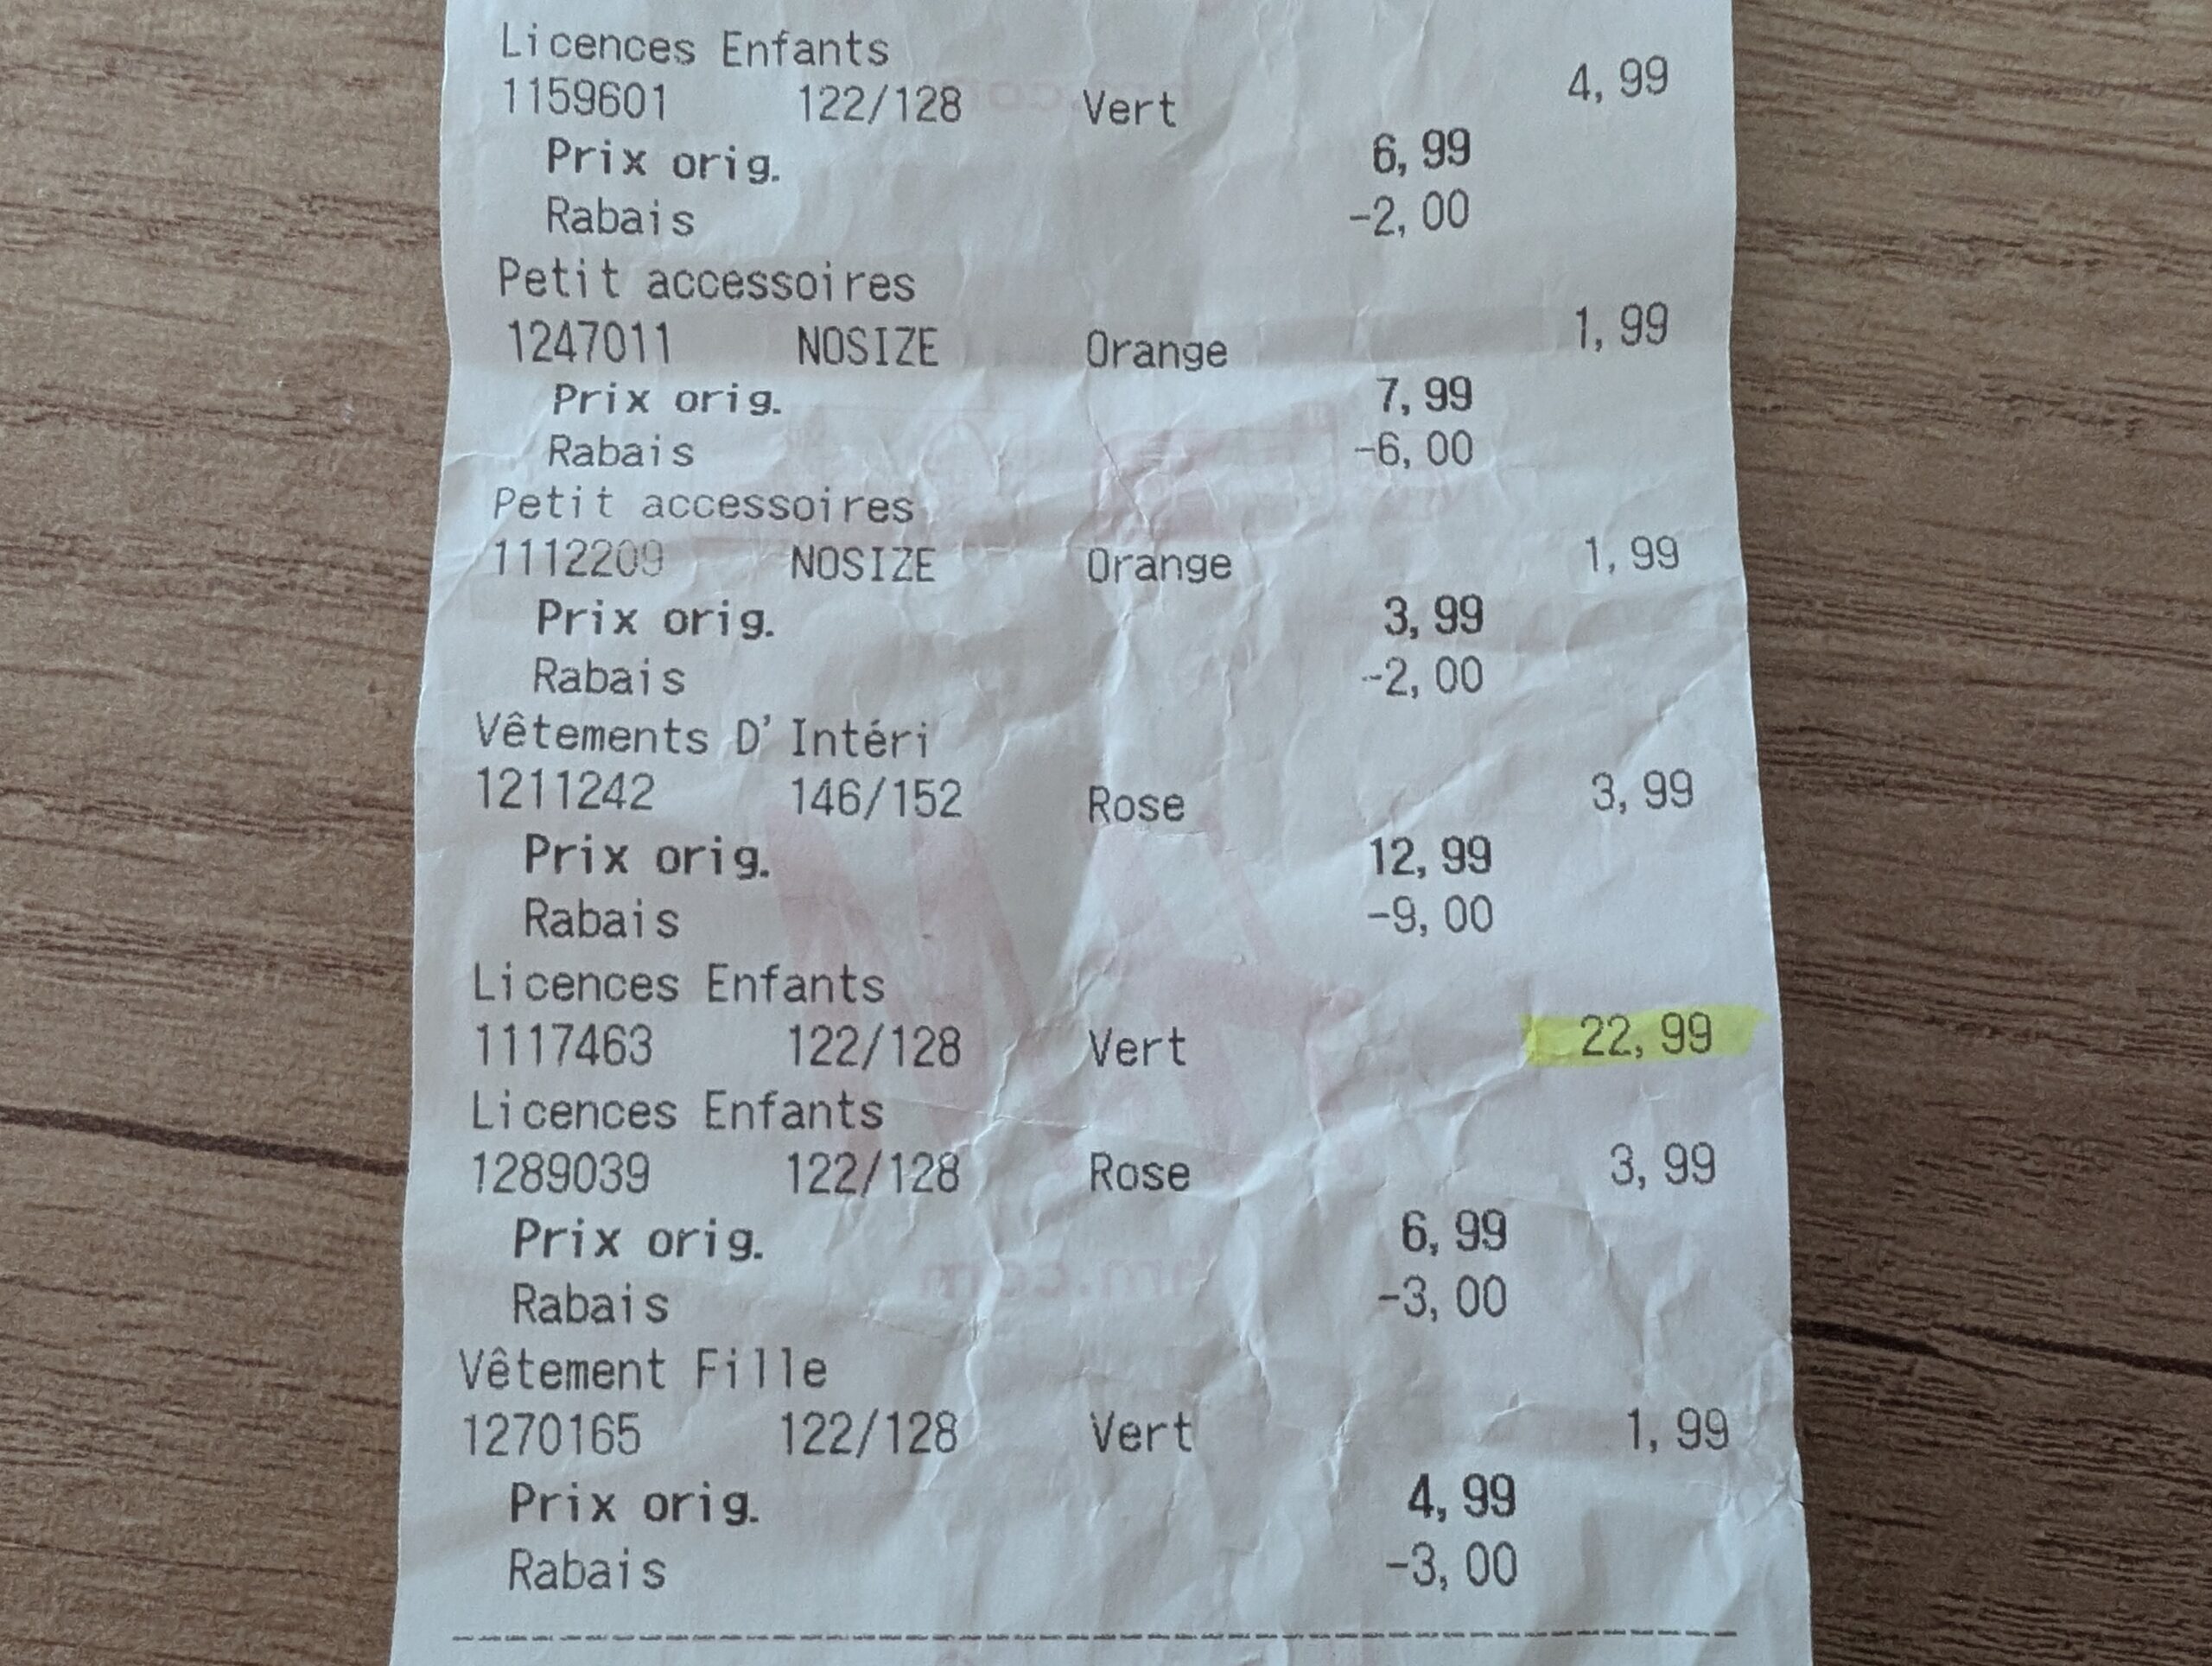 Licences Enfants
1159601 122/128 Vert 4,99
Prix orig. 6,99
Rabais -2,00
Petit accessoires
1247011 NOSIZE Orange 1,99
Prix orig. 7,99
Rabais -6,00
Petit accessoires
1112209 NOSIZE Orange 1,99
Prix orig. 3,99
Rabais -2,00
Vêtements D'Intéri
1211242 146/152 Rose 3,99
Prix orig. 12,99
Rabais -9,00
Licences Enfants
1117463 122/128 Vert 22,99
Licences Enfants
1289039 122/128 Rose 3,99
Prix orig. 6,99
Rabais -3,00
Vêtement Fille
1270165 122/128 Vert 1,99
Prix orig. 4,99
Rabais -3,00